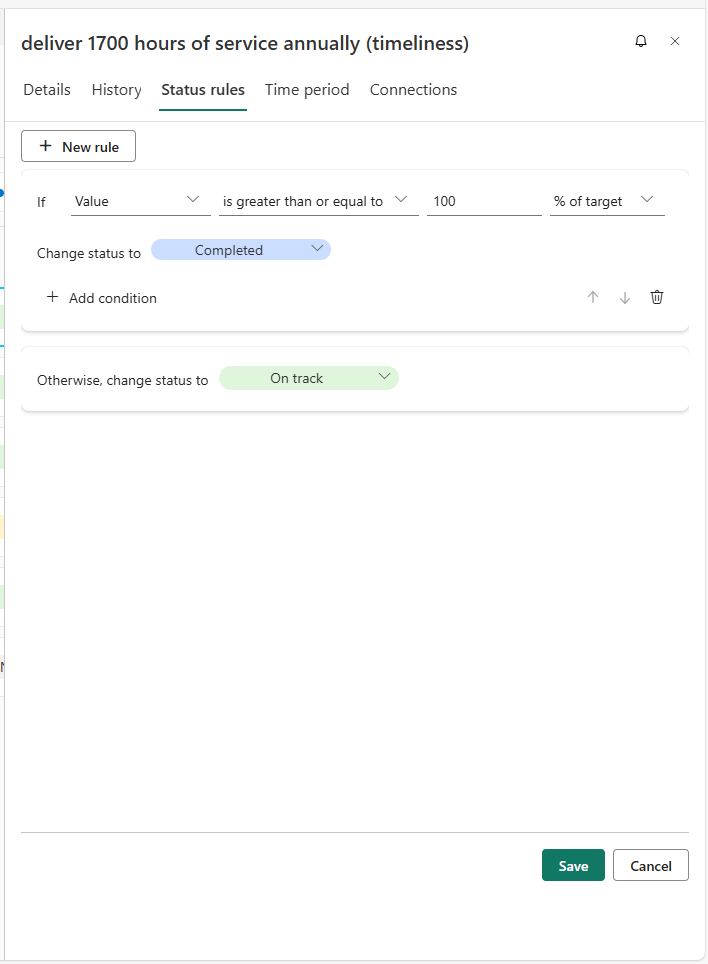 deliver 1700 hours of service annually (timeliness)
Details History Status rules Time period Connections
+ New rule
If Value is greater than or equal to 100 % of target
Change status to Completed
+ Add condition
Otherwise, change status to On track
Save Cancel